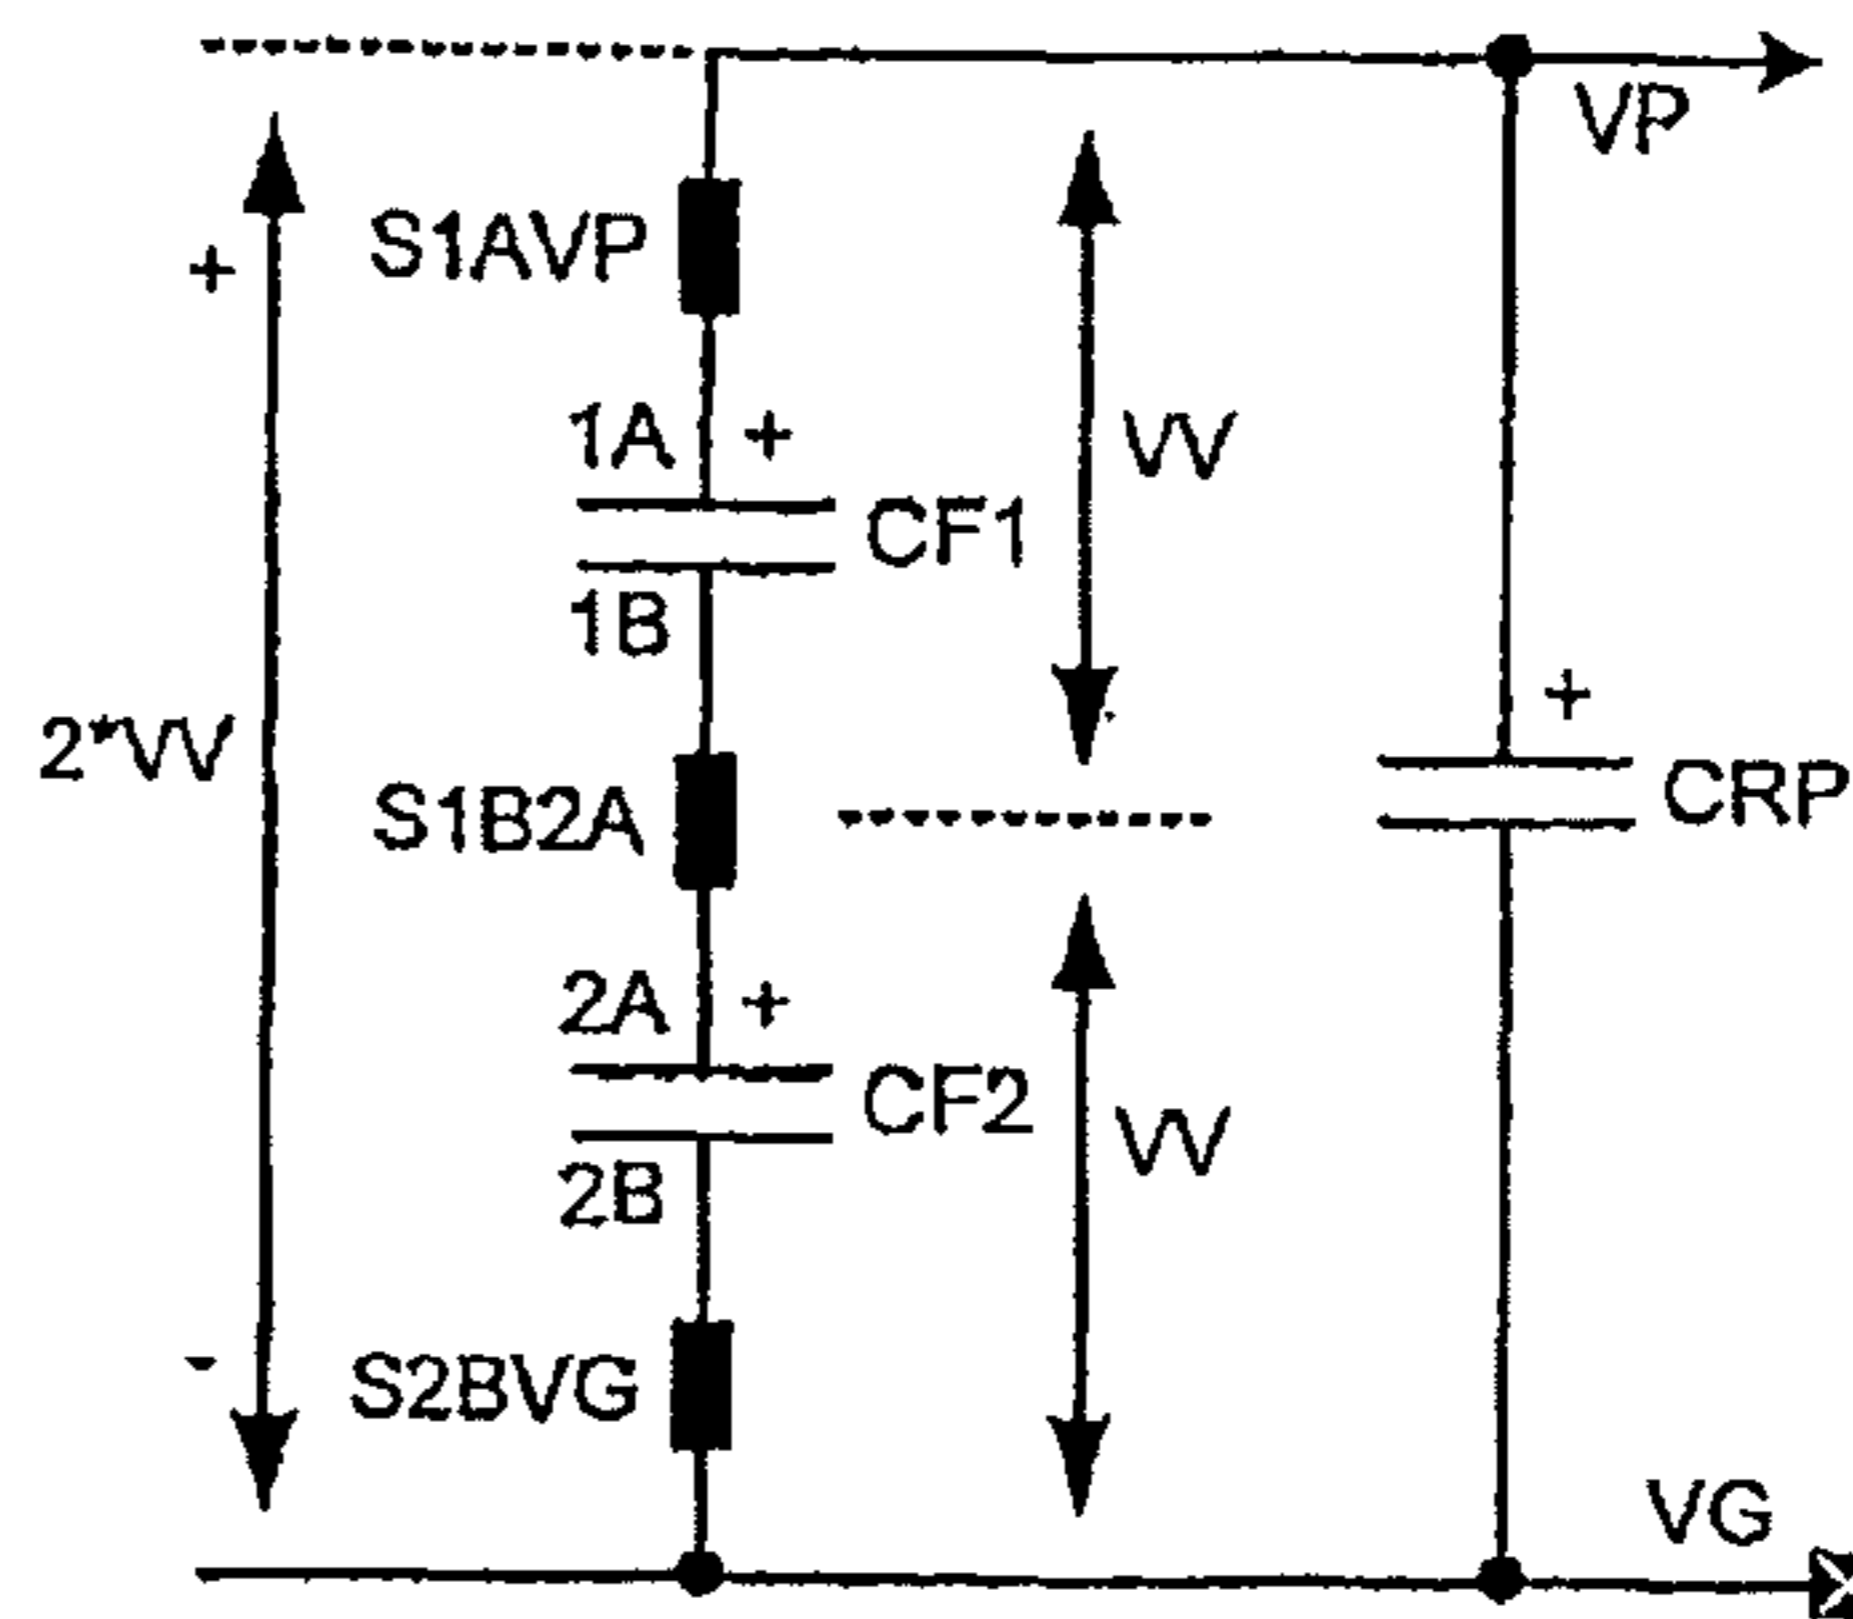 VP
+
S1AVP
1A +
VV
CF1
1B
+
2*VV
CRP
S1B2A
2A +
CF2
VV
2B
-
S2BVG
VG